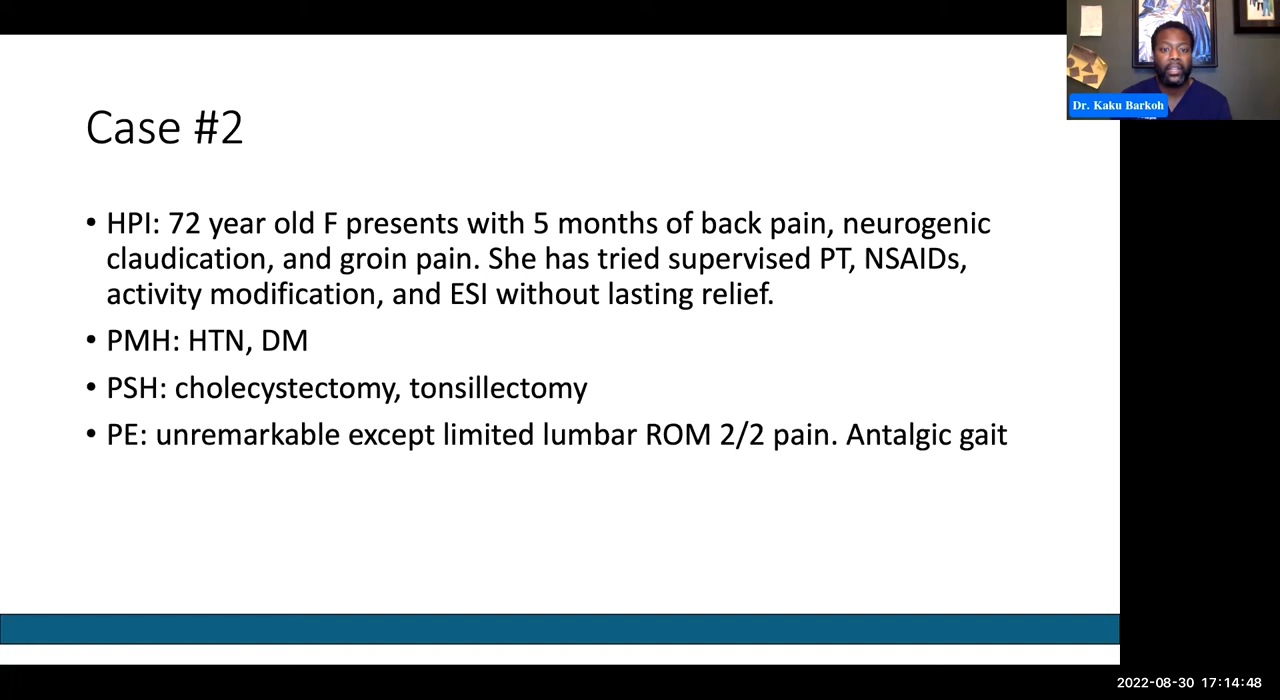 Dr. Kaku Barkoh
Case #2
• HPI: 72 year old F presents with 5 months of back pain, neurogenic
claudication, and groin pain. She has tried supervised PT, NSAIDs,
activity modification, and ESI without lasting relief.
• PMH: HTN, DM
• PSH: cholecystectomy, tonsillectomy
• PE: unremarkable except limited lumbar ROM 2/2 pain. Antalgic gait
2022-08-30 17:14:48